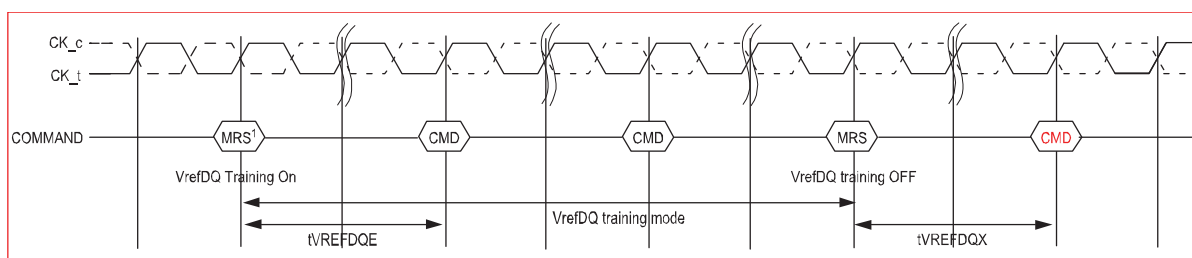 CK_c
CK_t
COMMAND
MRS¹
CMD
CMD
MRS
CMD
VrefDQ Training On
VrefDQ training OFF
VrefDQ training mode
tVREFDQE
tVREFDQX